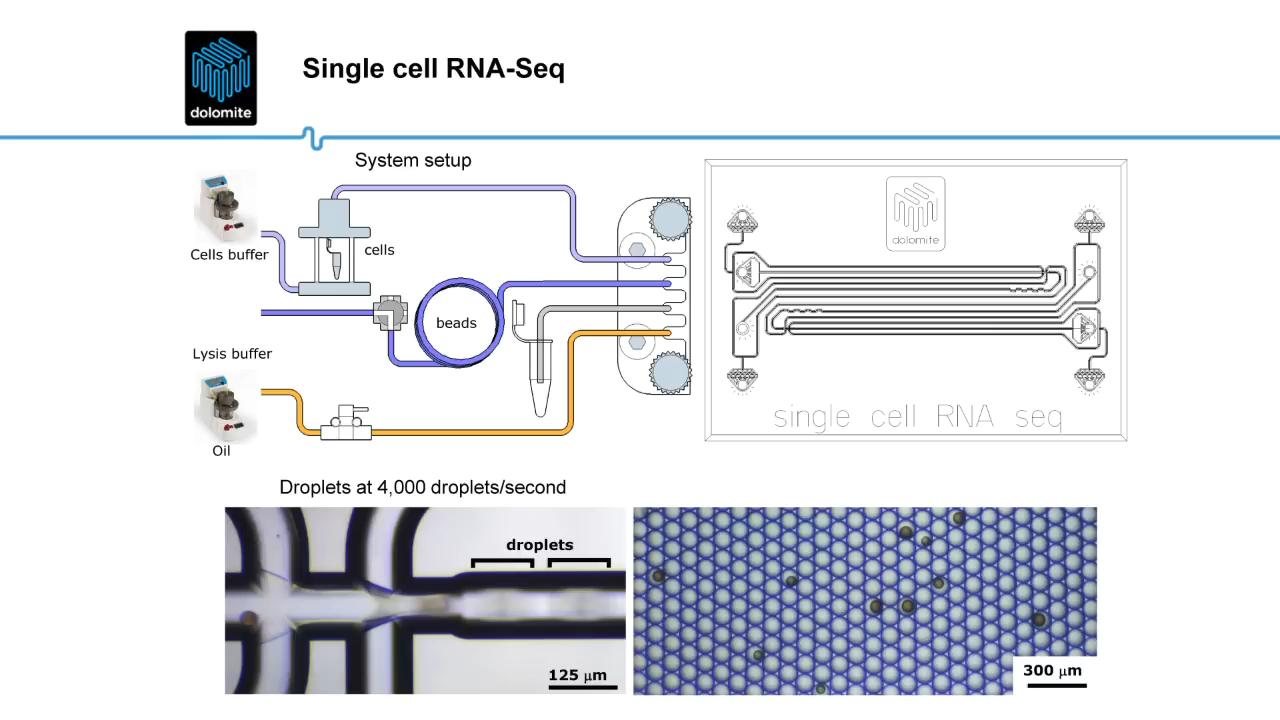 dolomite
Single cell RNA-Seq
System setup
Cells buffer
cells
beads
Lysis buffer
Oil
dolomite
single cell RNA seq
Droplets at 4,000 droplets/second
droplets
125 µm
300 µm